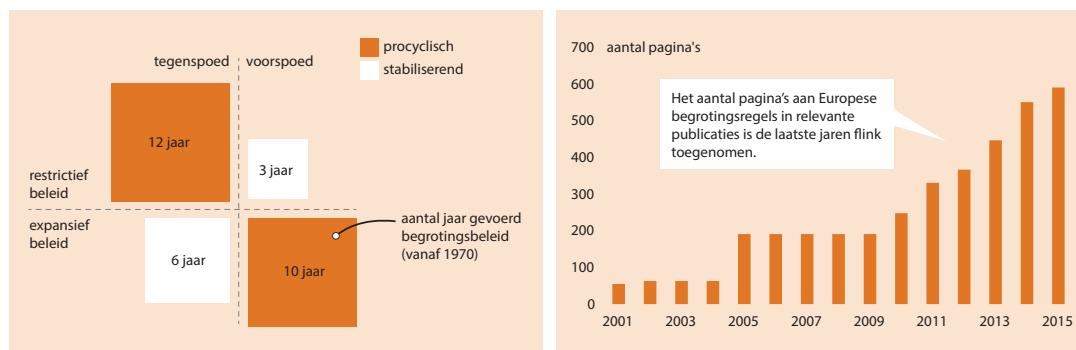 procyclisch
stabiliserend
tegenspoed
voorspoed
12 jaar
3 jaar
restrictief
beleid
expansief
beleid
6 jaar
10 jaar
aantal jaar gevoerd
begrotingsbeleid
(vanaf 1970)
700 aantal pagina's
600
500
400
300
200
100
0
Het aantal pagina’s aan Europese
begrotingsregels in relevante
publicaties is de laatste jaren flink
toegenomen.
2001 2003 2005 2007 2009 2011 2013 2015